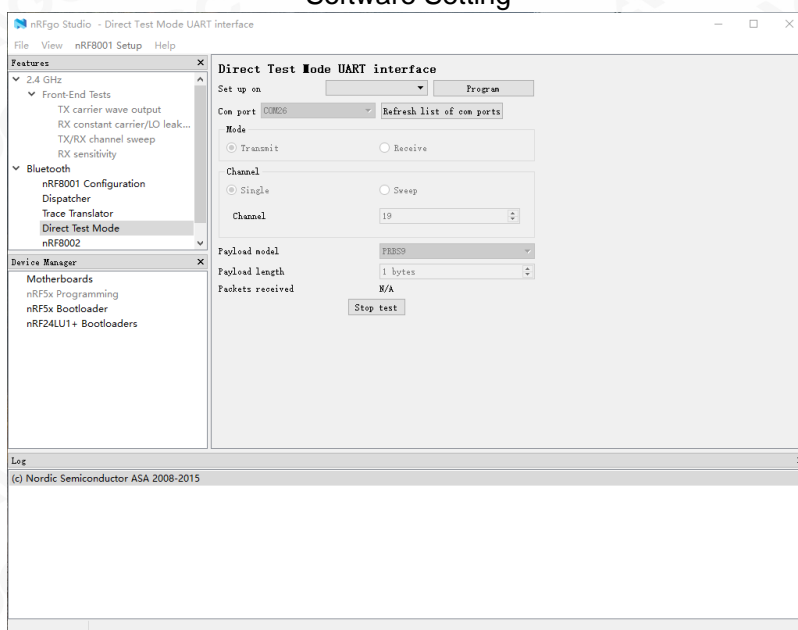 Software Setting
nRFgo Studio - Direct Test Mode UART interface
File View nRF8001 Setup Help
Features
2.4 GHz
Front-End Tests
TX carrier wave output
RX constant carrier/LO leak...
TX/RX channel sweep
RX sensitivity
Bluetooth
nRF8001 Configuration
Dispatcher
Trace Translator
Direct Test Mode
nRF8002
Device Manager
Motherboards
nRF5x Programming
nRF5x Bootloader
nRF24LU1+ Bootloaders
Direct Test Mode UART interface
Set up on Program
Com port COM26 Refresh list of com ports
Mode
Transmit Receive
Channel
Single Sweep
Channel 19
Payload model PRBS9
Payload length 1 bytes
Packets received N/A
Stop test
Log
(c) Nordic Semiconductor ASA 2008-2015